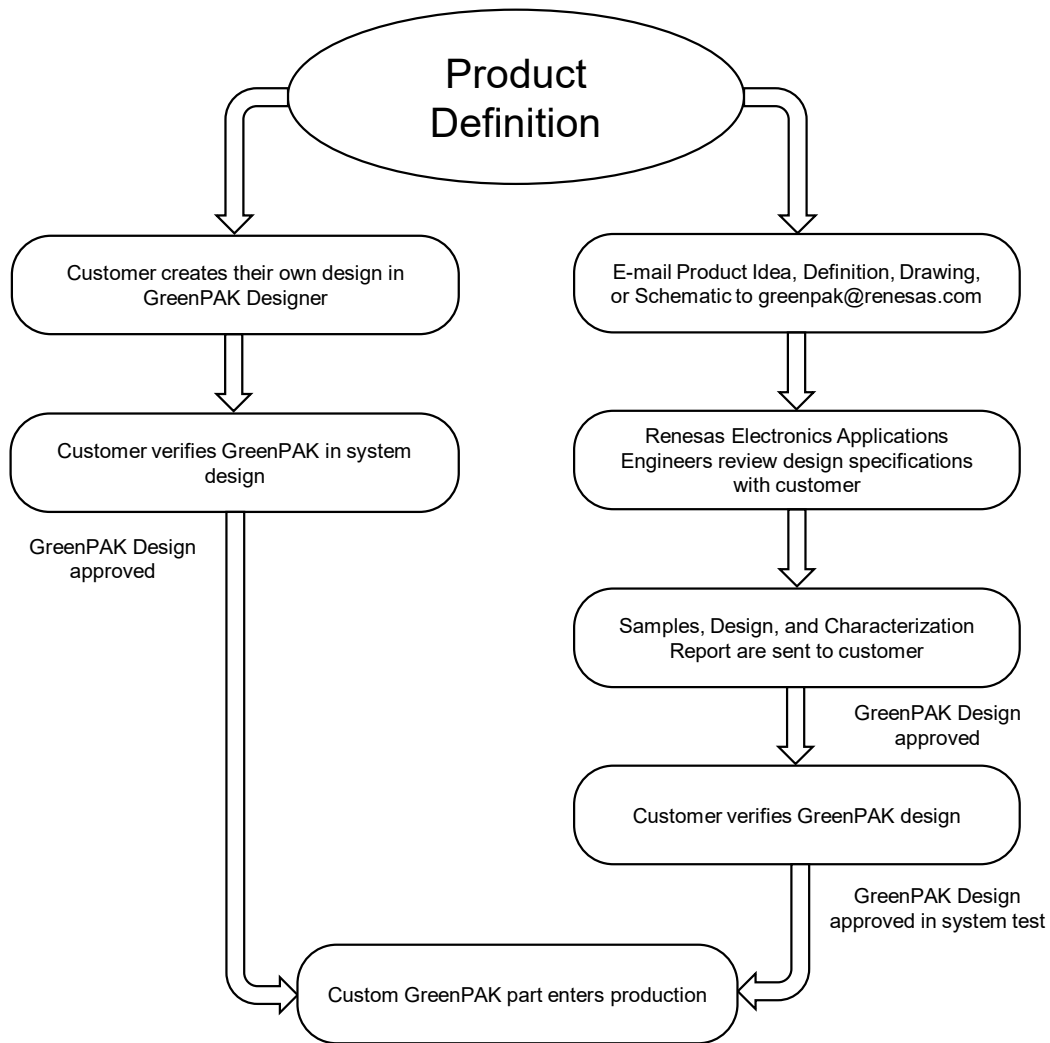 Product
Definition
Customer creates their own design in
GreenPAK Designer
Customer verifies GreenPAK in system
design
GreenPAK Design
approved
E-mail Product Idea, Definition, Drawing,
or Schematic to greenpak@renesas.com
Renesas Electronics Applications
Engineers review design specifications
with customer
Samples, Design, and Characterization
Report are sent to customer
GreenPAK Design
approved
Customer verifies GreenPAK design
GreenPAK Design
approved in system test
Custom GreenPAK part enters production